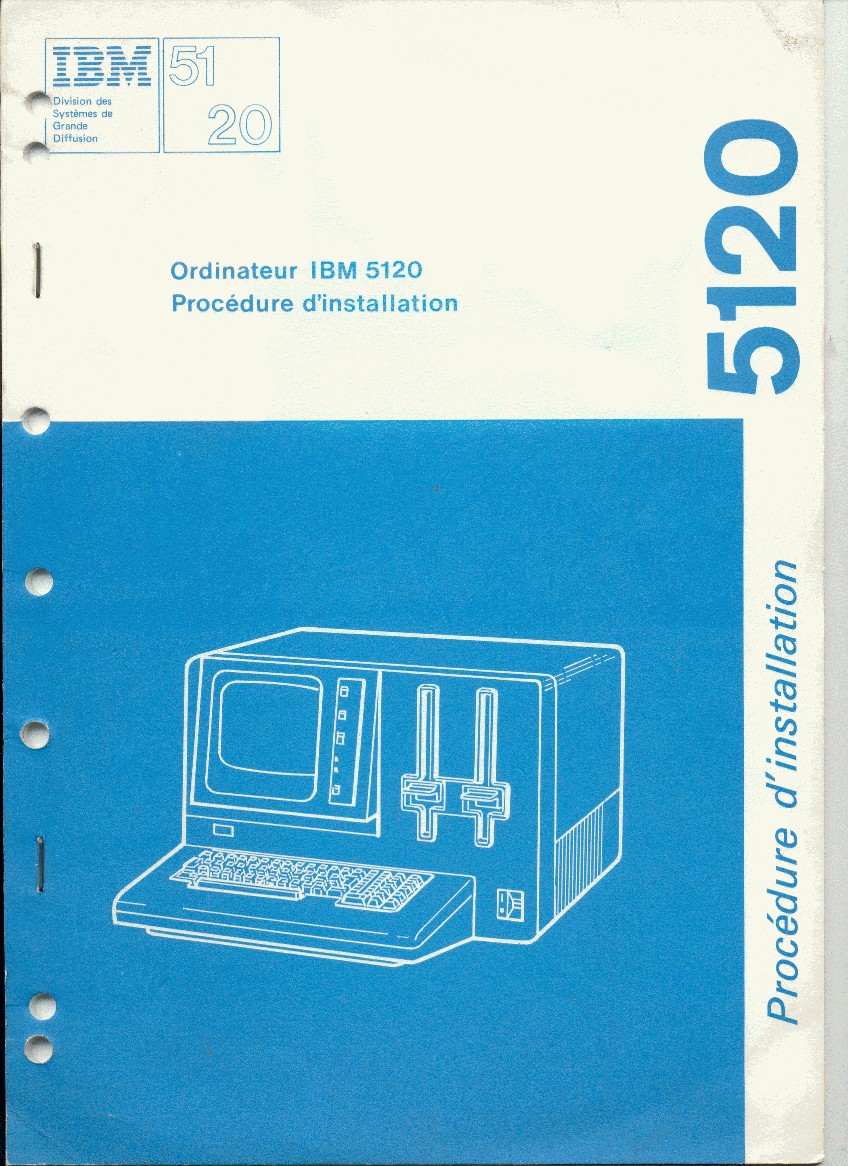 IBM
Division des
Systèmes de
Grande
Diffusion
51
20
Ordinateur IBM 5120
Procédure d'installation
5120
Procédure d'installation